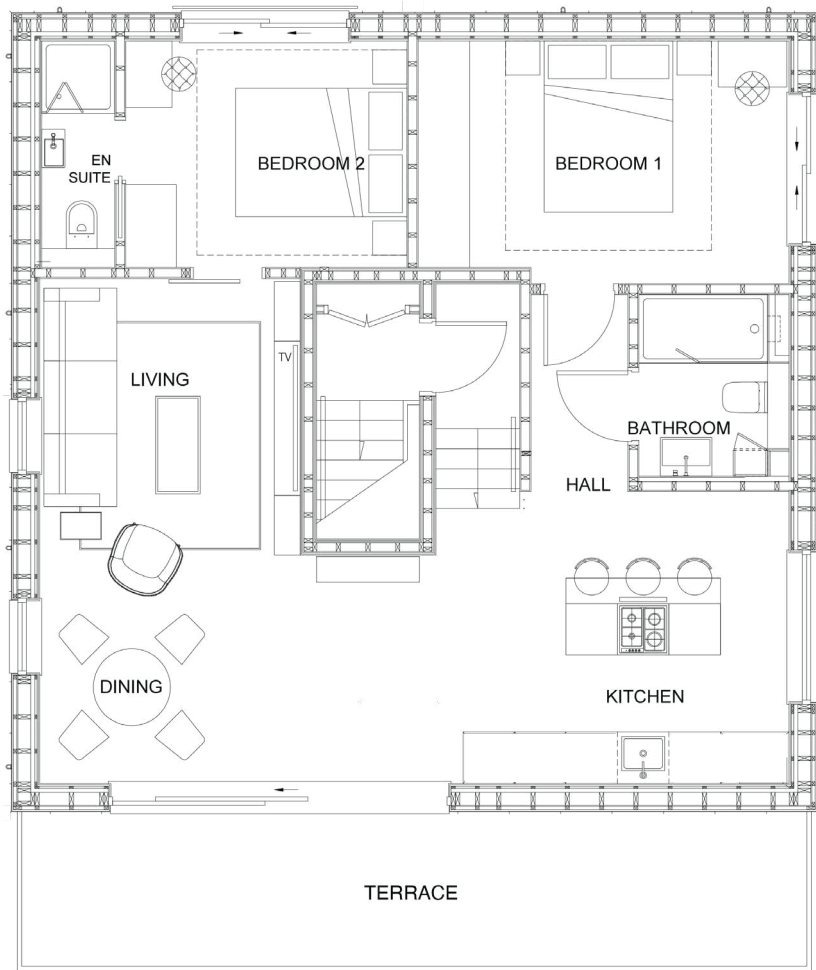 EN
SUITE
BEDROOM 2
BEDROOM 1
LIVING
TV
BATHROOM
HALL
DINING
KITCHEN
TERRACE